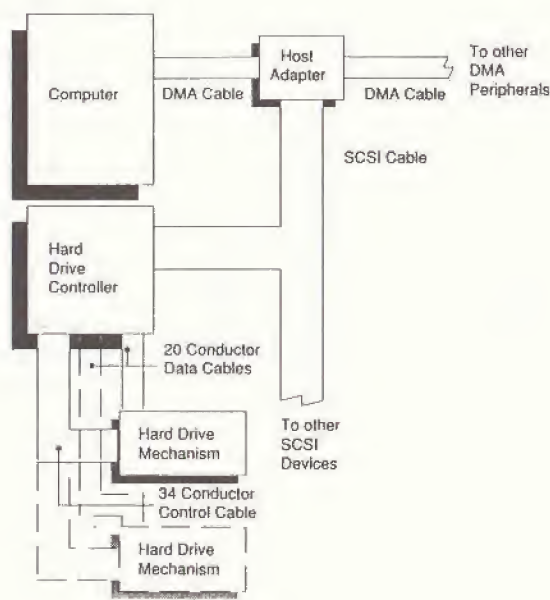 Computer
DMA Cable
Host
Adapter
DMA Cable
To other
DMA
Peripherals
SCSI Cable
Hard
Drive
Controller
20 Conductor
Data Cables
Hard Drive
Mechanism
To other
SCSI
Devices
34 Conductor
Control Cable
Hard Drive
Mechanism